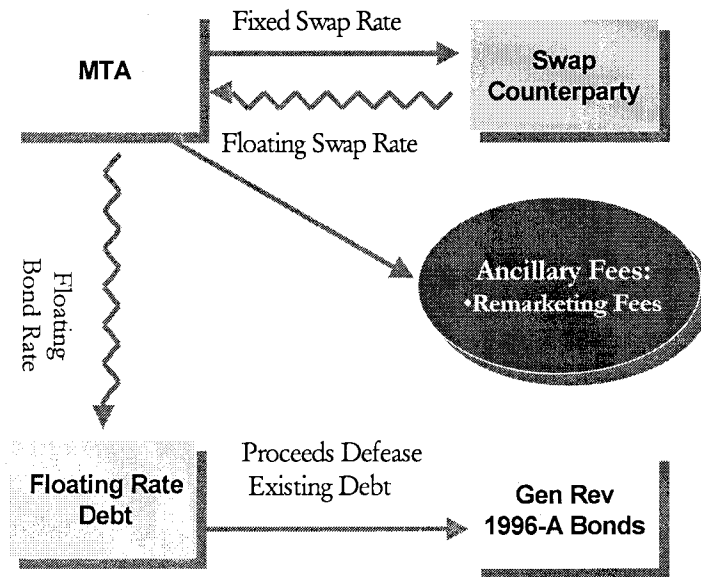 Fixed Swap Rate
MTA
Swap
Counterparty
Floating Swap Rate
Ancillary Fees:
•Remarketing Fees
Floating
Bond Rate
Proceeds Defease
Existing Debt
Floating Rate
Debt
Gen Rev
1996-A Bonds